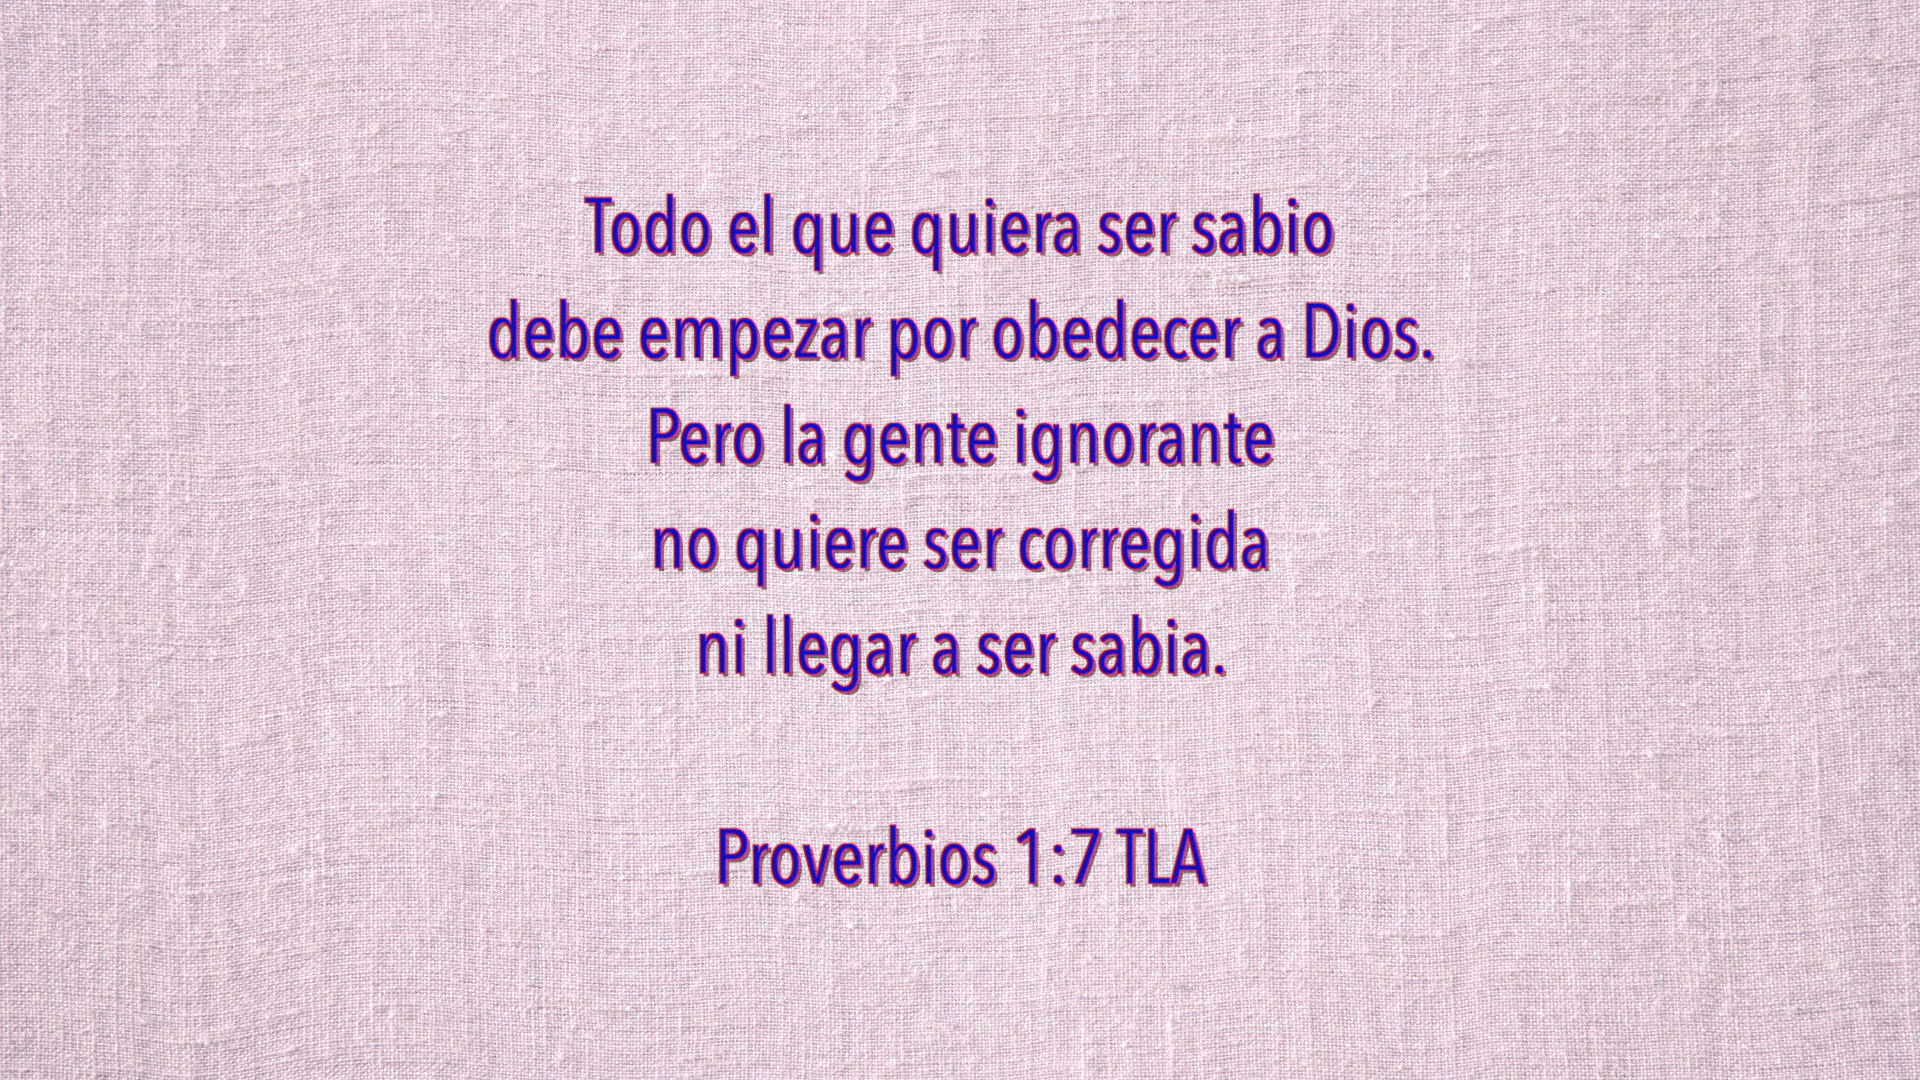 Todo el que quiera ser sabio
debe empezar por obedecer a Dios.
Pero la gente ignorante
no quiere ser corregida
ni llegar a ser sabia.
Proverbios 1:7 TLA